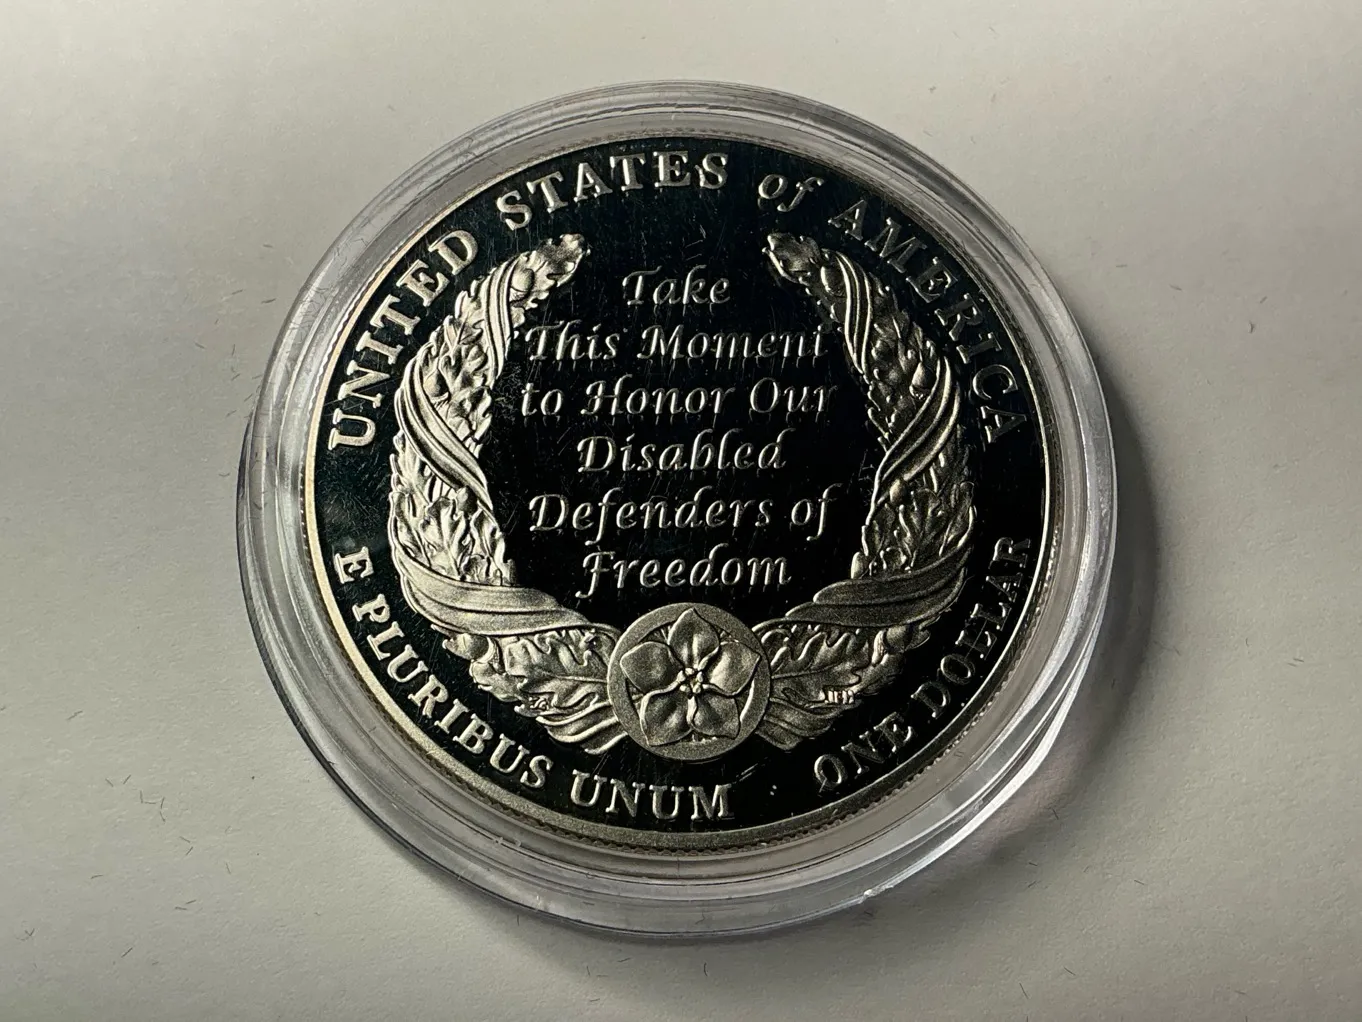 UNITED STATES of AMERICA
Take
This Moment
to Honor Our
Disabled
Defenders of
Freedom
E PLURIBUS UNUM
ONE DOLLAR